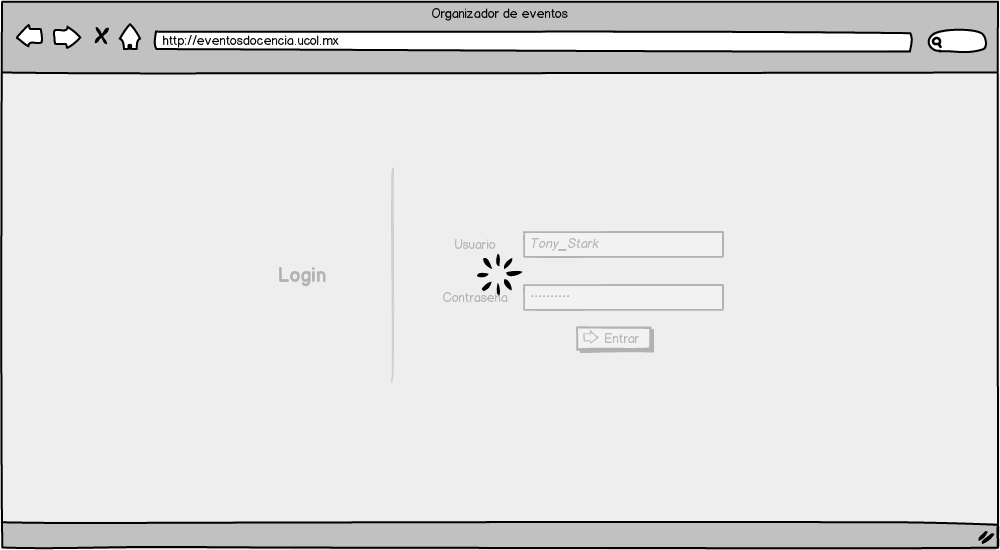 Organizador de eventos
http://eventosdocencia.ucol.mx
Login
Usuario
Tony_Stark
Contraseña
Entrar